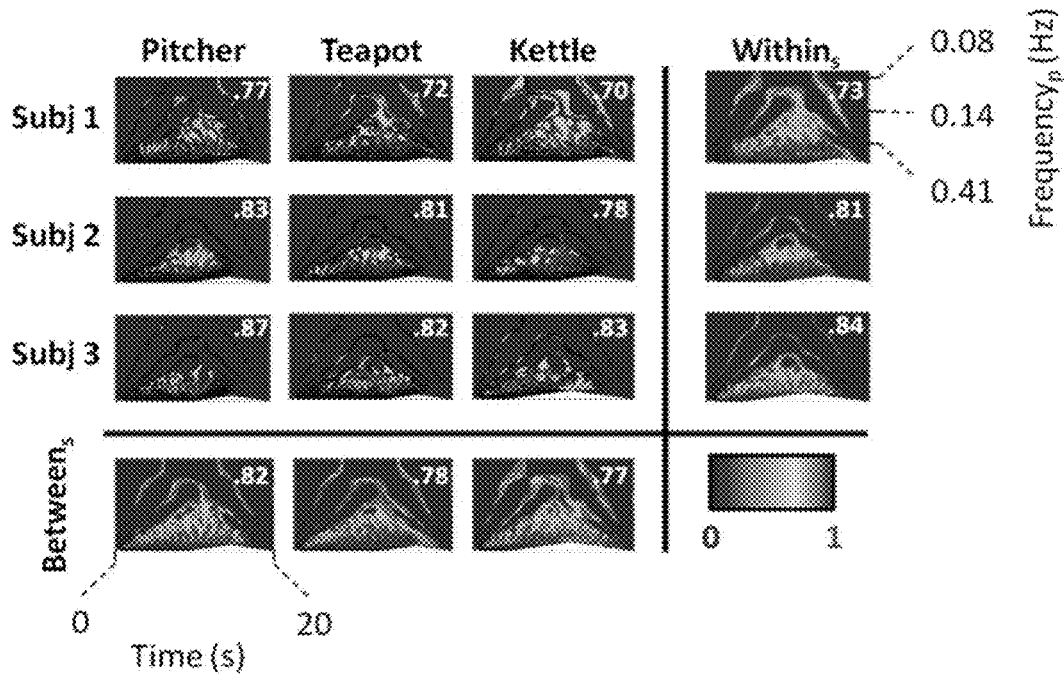 Pitcher Teapot Kettle Within_s
Subj 1 .77 .72 .70 .73
0.08
0.14
0.41
Frequency_p (Hz)
Subj 2 .83 .81 .78 .81
Subj 3 .87 .82 .83 .84
Between_s .82 .78 .77
0 1
0 20
Time (s)